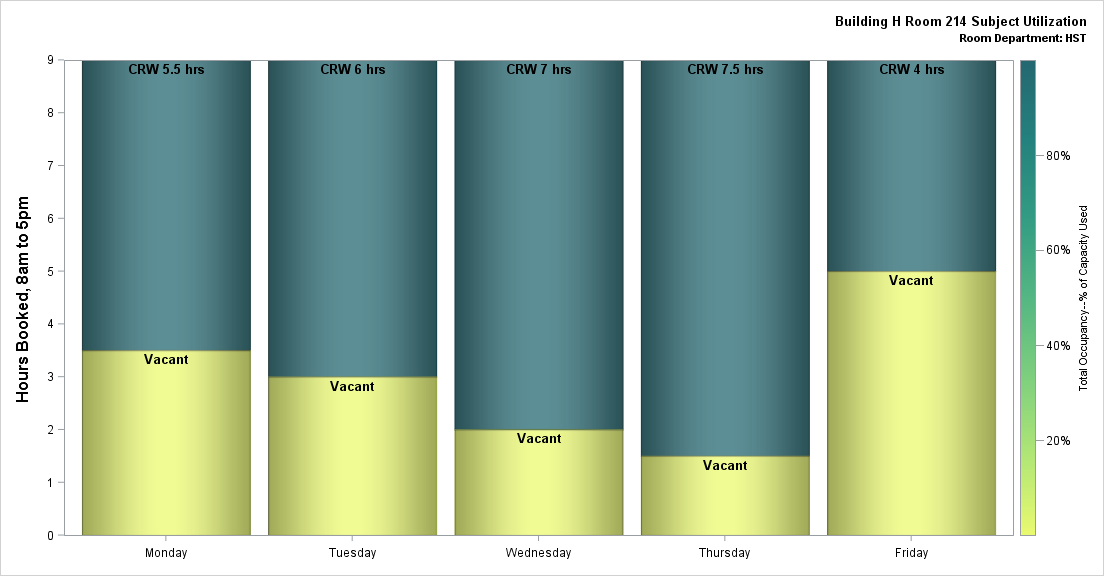 Building H Room 214 Subject Utilization
Room Department: HST
Hours Booked, 8am to 5pm
9
8
7
6
5
4
3
2
1
0
CRW 5.5 hrs
CRW 6 hrs
CRW 7 hrs
CRW 7.5 hrs
CRW 4 hrs
Vacant
Vacant
Vacant
Vacant
Vacant
Monday
Tuesday
Wednesday
Thursday
Friday
80%
60%
40%
20%
Total Occupancy--% of Capacity Used